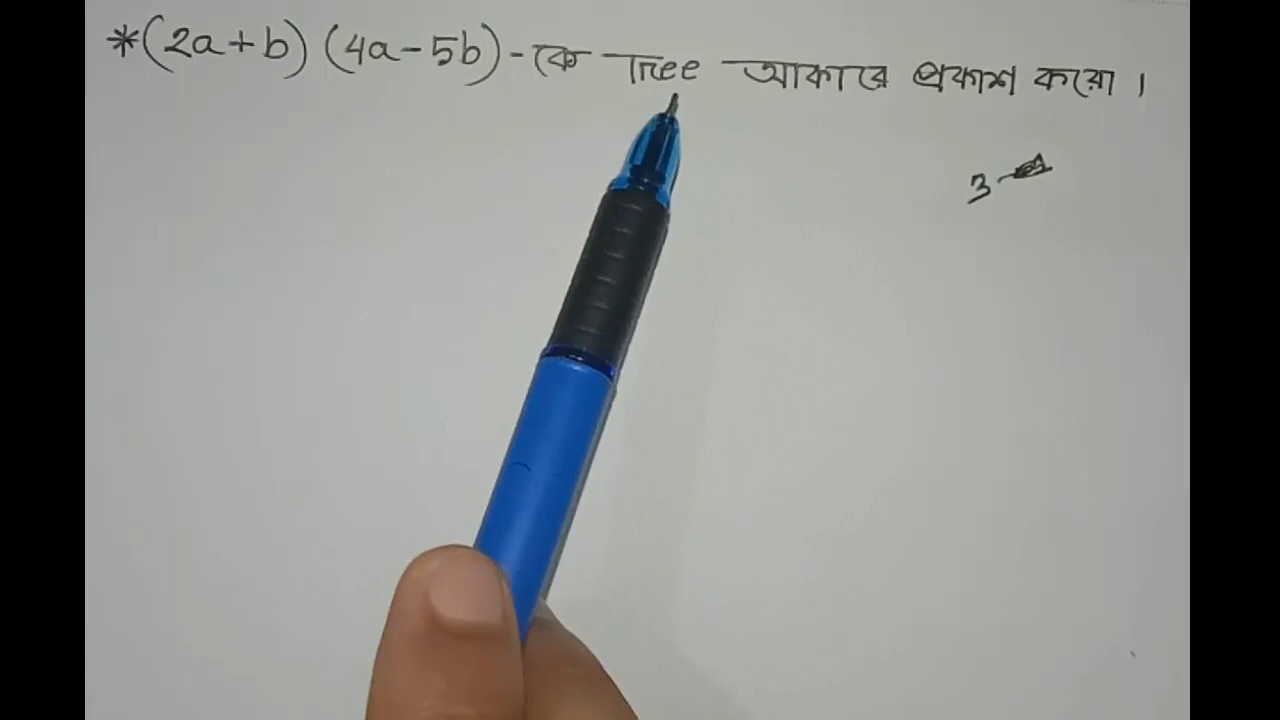 *(2a+b) (4a-5b)-কে Tree আকারে প্রকাশ করো ।